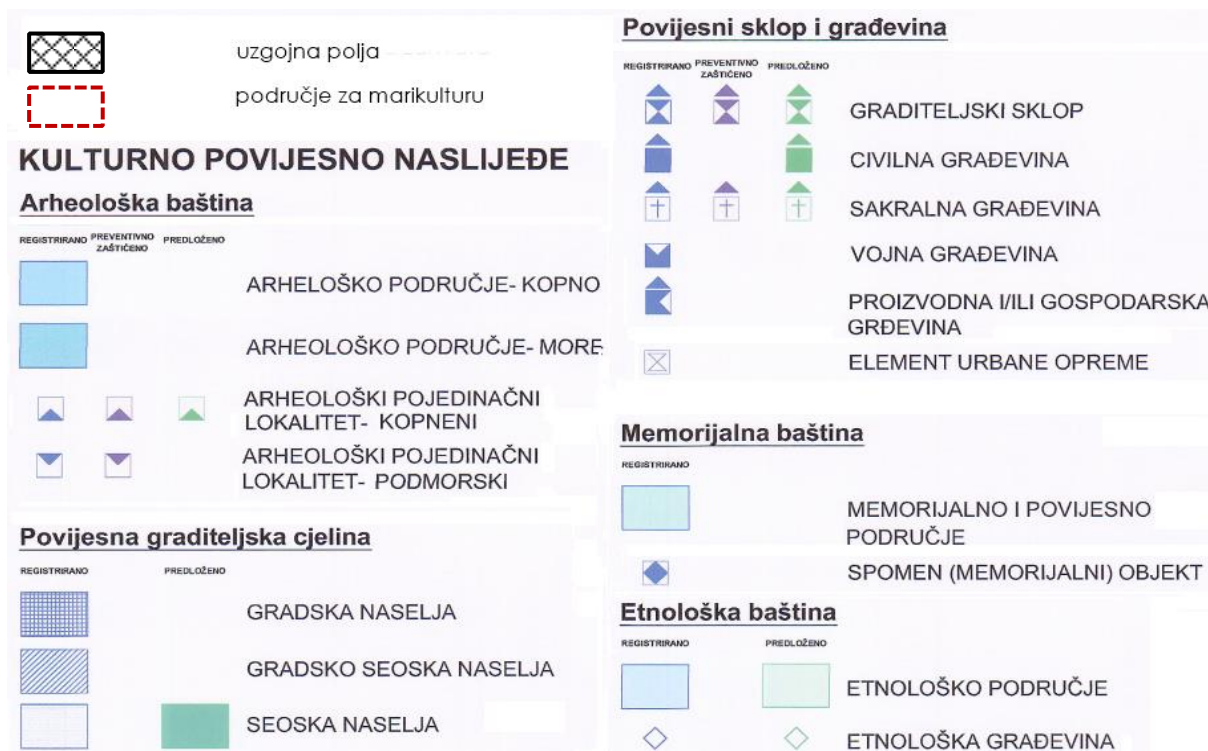 uzgojna polja
područje za marikulturu
KULTURNO POVIJESNO NASLIJEĐE
Arheološka baština
REGISTRIRANO PREVENTIVNO ZAŠTIĆENO PREDLOŽENO
ARHELOŠKO PODRUČJE- KOPNO
ARHEOLOŠKO PODRUČJE- MORE
ARHEOLOŠKI POJEDINAČNI
LOKALITET- KOPNENI
ARHEOLOŠKI POJEDINAČNI
LOKALITET- PODMORSKI
Povijesna graditeljska cjelina
REGISTRIRANO PREDLOŽENO
GRADSKA NASELJA
GRADSKO SEOSKA NASELJA
SEOSKA NASELJA
Povijesni sklop i građevina
REGISTRIRANO PREVENTIVNO ZAŠTIĆENO PREDLOŽENO
GRADITELJSKI SKLOP
CIVILNA GRAĐEVINA
SAKRALNA GRAĐEVINA
VOJNA GRAĐEVINA
PROIZVODNA I/ILI GOSPODARSKA
GRĐEVINA
ELEMENT URBANE OPREME
Memorijalna baština
REGISTRIRANO
MEMORIJALNO I POVIJESNO
PODRUČJE
SPOMEN (MEMORIJALNI) OBJEKT
Etnološka baština
REGISTRIRANO PREDLOŽENO
ETNOLOŠKO PODRUČJE
ETNOLOŠKA GRAĐEVINA